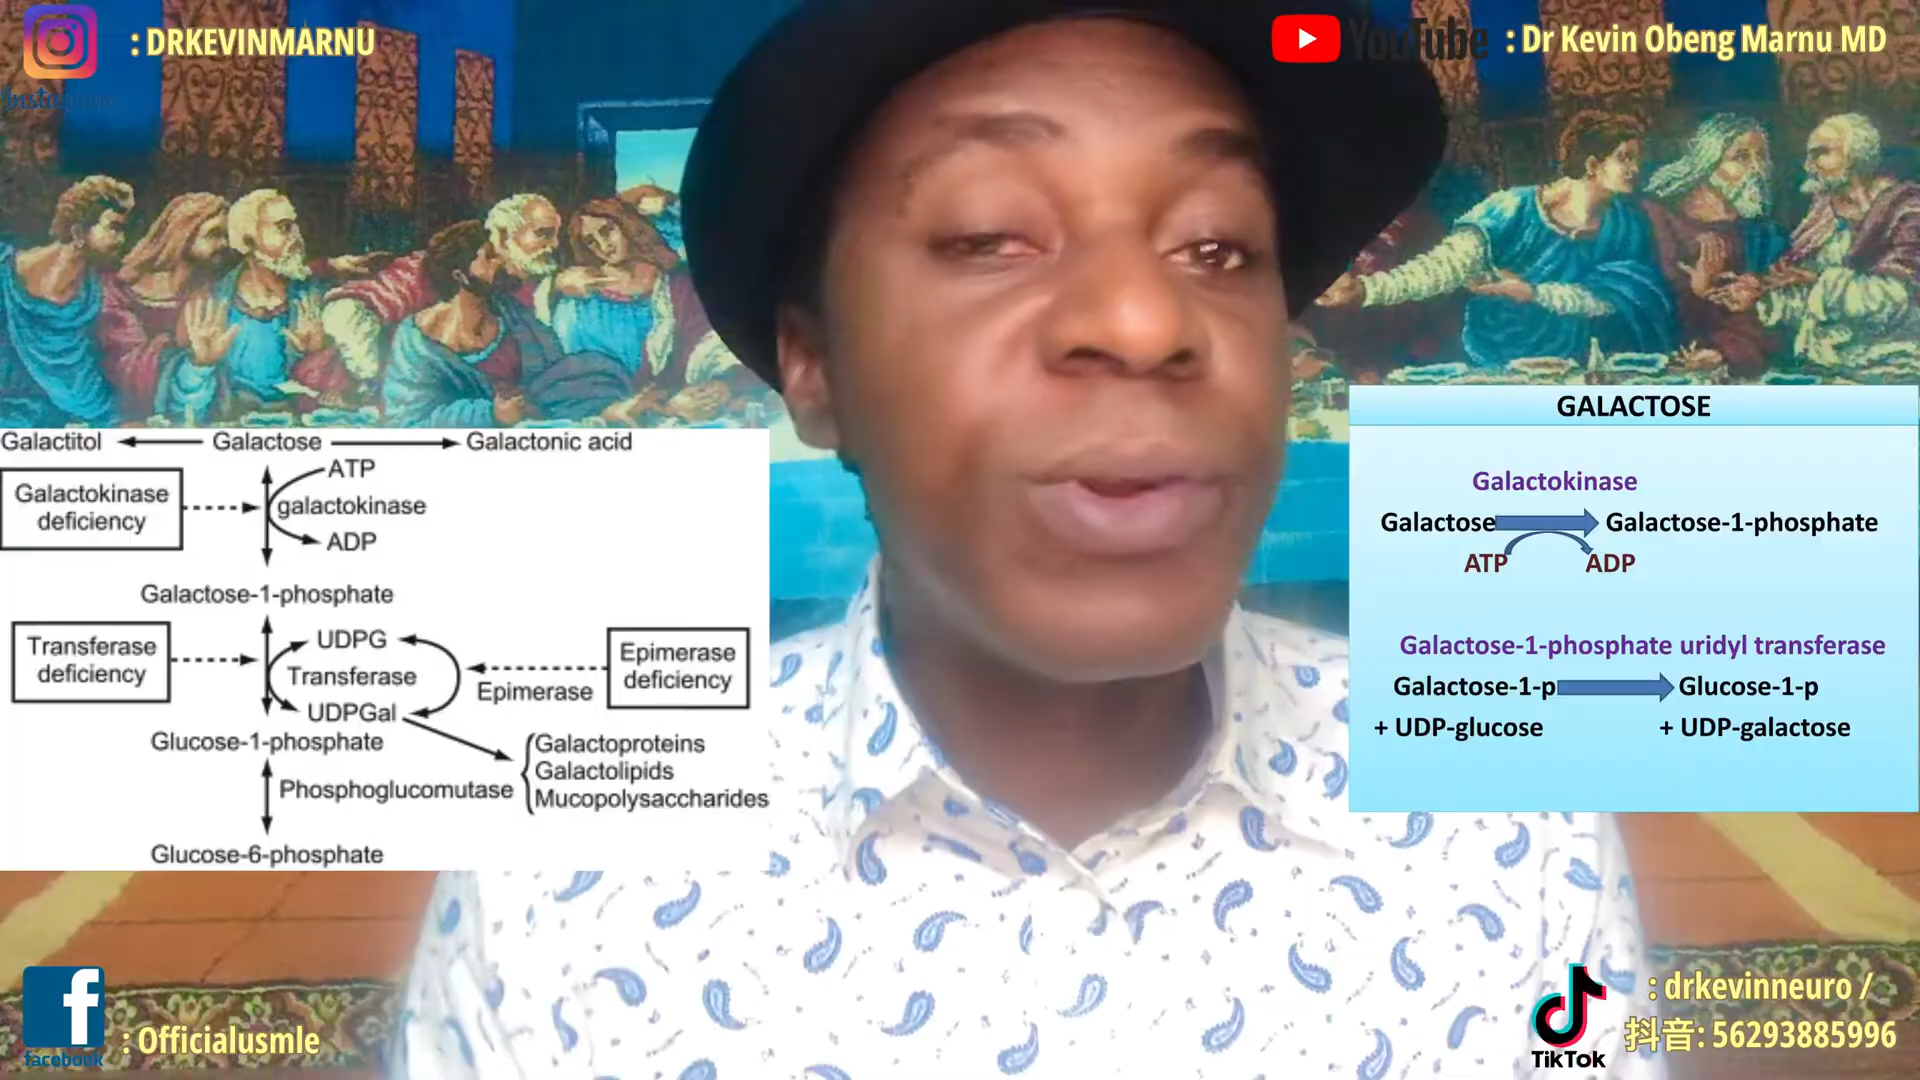 : DRKEVINMARNU
Instagram
YouTube : Dr Kevin Obeng Marnu MD
Galactitol Galactose Galactonic acid
ATP
Galactokinase
deficiency
galactokinase
ADP
Galactose-1-phosphate
Transferase
deficiency
UDPG
Transferase
UDPGal
Epimerase
Epimerase
deficiency
Glucose-1-phosphate
Galactoproteins
Galactolipids
Mucopolysaccharides
Phosphoglucomutase
Glucose-6-phosphate
GALACTOSE
Galactokinase
Galactose Galactose-1-phosphate
ATP ADP
Galactose-1-phosphate uridyl transferase
Galactose-1-p Glucose-1-p
+ UDP-glucose + UDP-galactose
facebook
: Officialusmle
TikTok
: drkevinneuro /
抖音: 56293885996